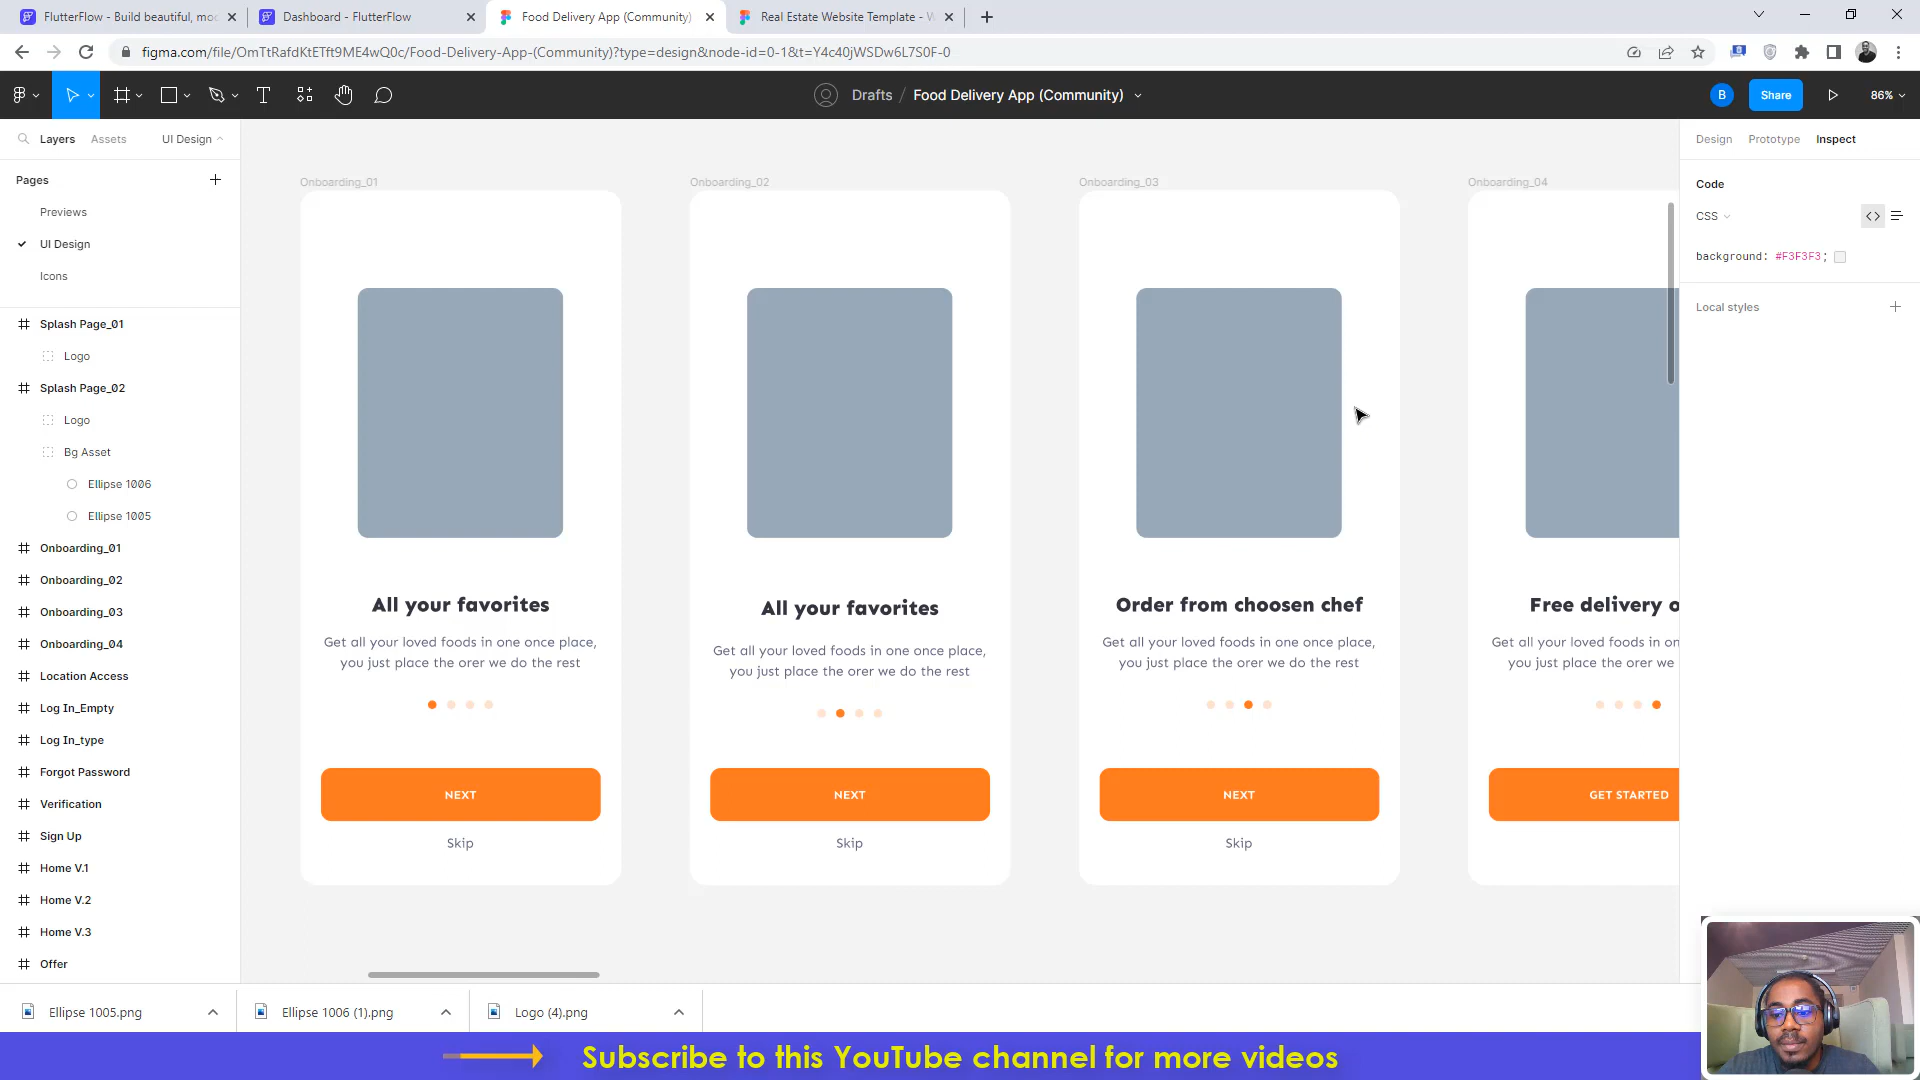 FlutterFlow - Build beautiful, mo
Dashboard - FlutterFlow
Food Delivery App (Community)
Real Estate Website Template -
figma.com/file/OmTtRafdKtETft9ME4wQ0c/Food-Delivery-App-(Community)?type=design&node-id=0-1&t=Y4c40jWSDw6L7S0F-0
Drafts / Food Delivery App (Community)
B
Share
86%
Layers
Assets
UI Design
Design
Prototype
Inspect
Pages
Previews
UI Design
Icons
Splash Page_01
Logo
Splash Page_02
Logo
Bg Asset
Ellipse 1006
Ellipse 1005
Onboarding_01
Onboarding_02
Onboarding_03
Onboarding_04
Location Access
Log In_Empty
Log In_type
Forgot Password
Verification
Sign Up
Home V.1
Home V.2
Home V.3
Offer
Onboarding_01
All your favorites
Get all your loved foods in one once place,
you just place the orer we do the rest
NEXT
Skip
Onboarding_02
All your favorites
Get all your loved foods in one once place,
you just place the orer we do the rest
NEXT
Skip
Onboarding_03
Order from choosen chef
Get all your loved foods in one once place,
you just place the orer we do the rest
NEXT
Skip
Onboarding_04
Free delivery o
Get all your loved foods in on
you just place the orer we
GET STARTED
Code
CSS
background: #F3F3F3;
Local styles
Ellipse 1005.png
Ellipse 1006 (1).png
Logo (4).png
Subscribe to this YouTube channel for more videos